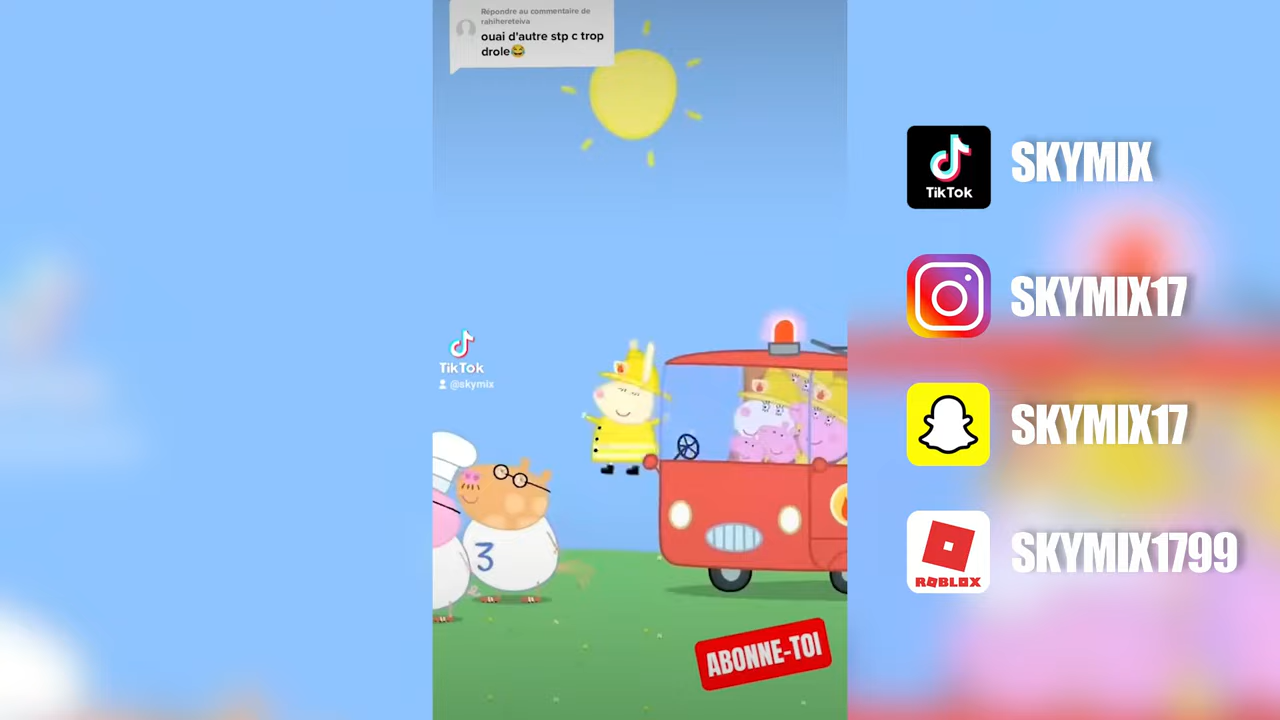 Répondre au commentaire de
rahihereteiva
ouai d'autre stp c trop
drole😂
TikTok
@skymix
3
ABONNE-TOI
TikTok
SKYMIX
SKYMIX17
SKYMIX17
ROBLOX
SKYMIX1799